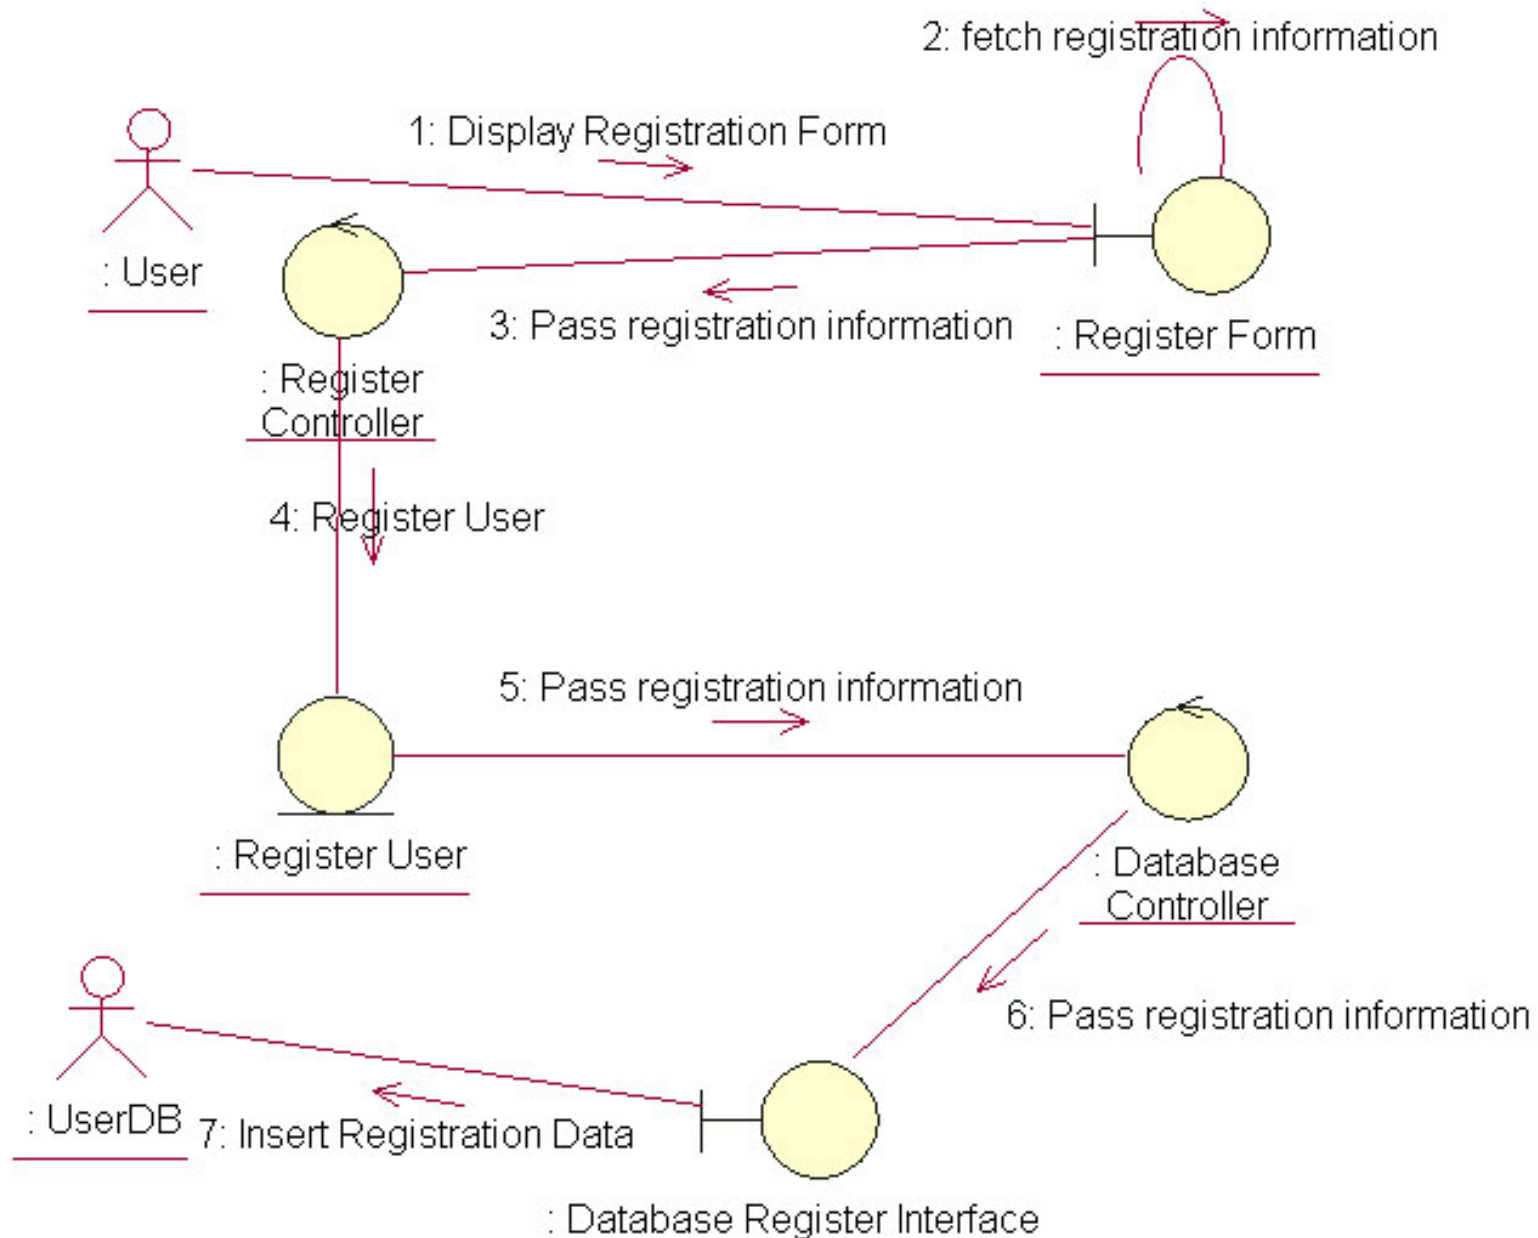 2: fetch registration information
1: Display Registration Form
: User
3: Pass registration information
: Register Form
: Register
Controller
4: Register User
5: Pass registration information
: Register User
: Database
Controller
6: Pass registration information
: UserDB
7: Insert Registration Data
: Database Register Interface